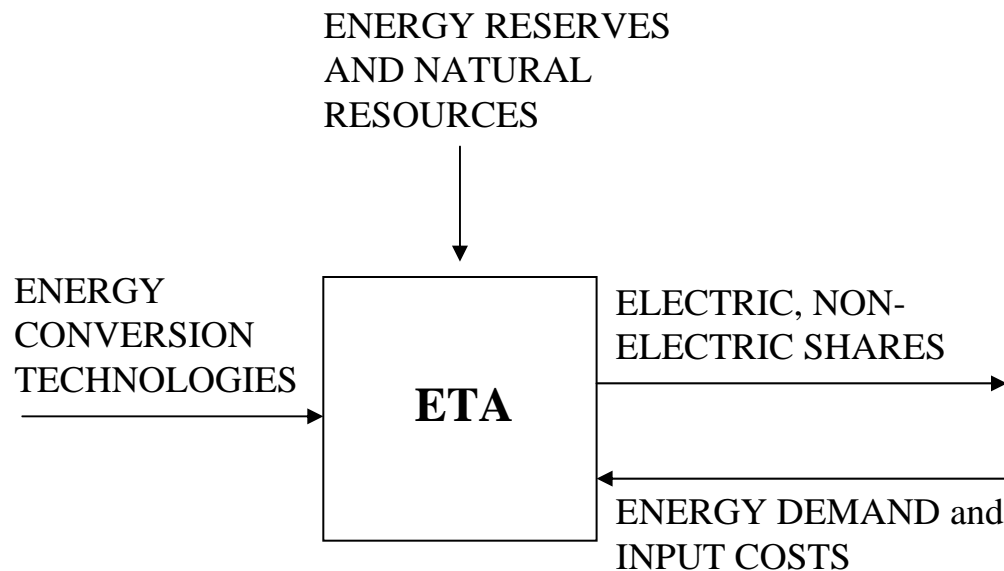 ENERGY RESERVES
AND NATURAL
RESOURCES
ENERGY
CONVERSION
TECHNOLOGIES
ETA
ELECTRIC, NON-
ELECTRIC SHARES
ENERGY DEMAND and
INPUT COSTS